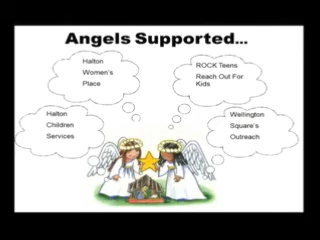 Angels Supported...
Halton
Women's
Place
ROCK Teens
Reach Out For
Kids
Halton
Children
Services
Wellington
Square's
Outreach